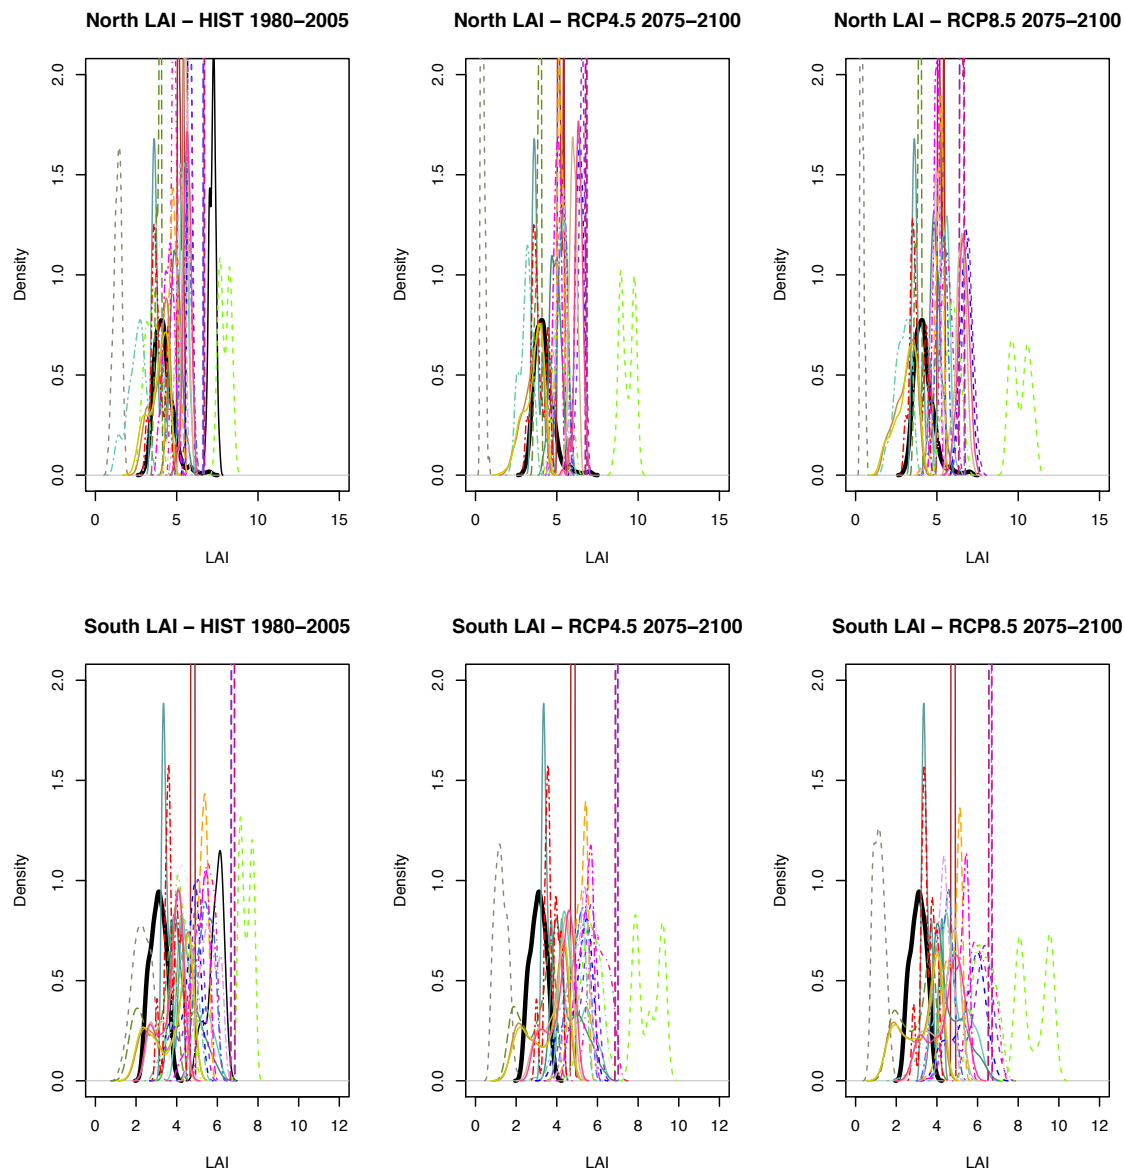 North LAI − HIST 1980−2005
North LAI − RCP4.5 2075−2100
North LAI − RCP8.5 2075−2100
Density
0.0 0.5 1.0 1.5 2.0
Density
0.0 0.5 1.0 1.5 2.0
Density
0.0 0.5 1.0 1.5 2.0
0 5 10 15
0 5 10 15
0 5 10 15
LAI
LAI
LAI
South LAI − HIST 1980−2005
South LAI − RCP4.5 2075−2100
South LAI − RCP8.5 2075−2100
Density
0.0 0.5 1.0 1.5 2.0
Density
0.0 0.5 1.0 1.5 2.0
Density
0.0 0.5 1.0 1.5 2.0
0 2 4 6 8 10 12
0 2 4 6 8 10 12
0 2 4 6 8 10 12
LAI
LAI
LAI